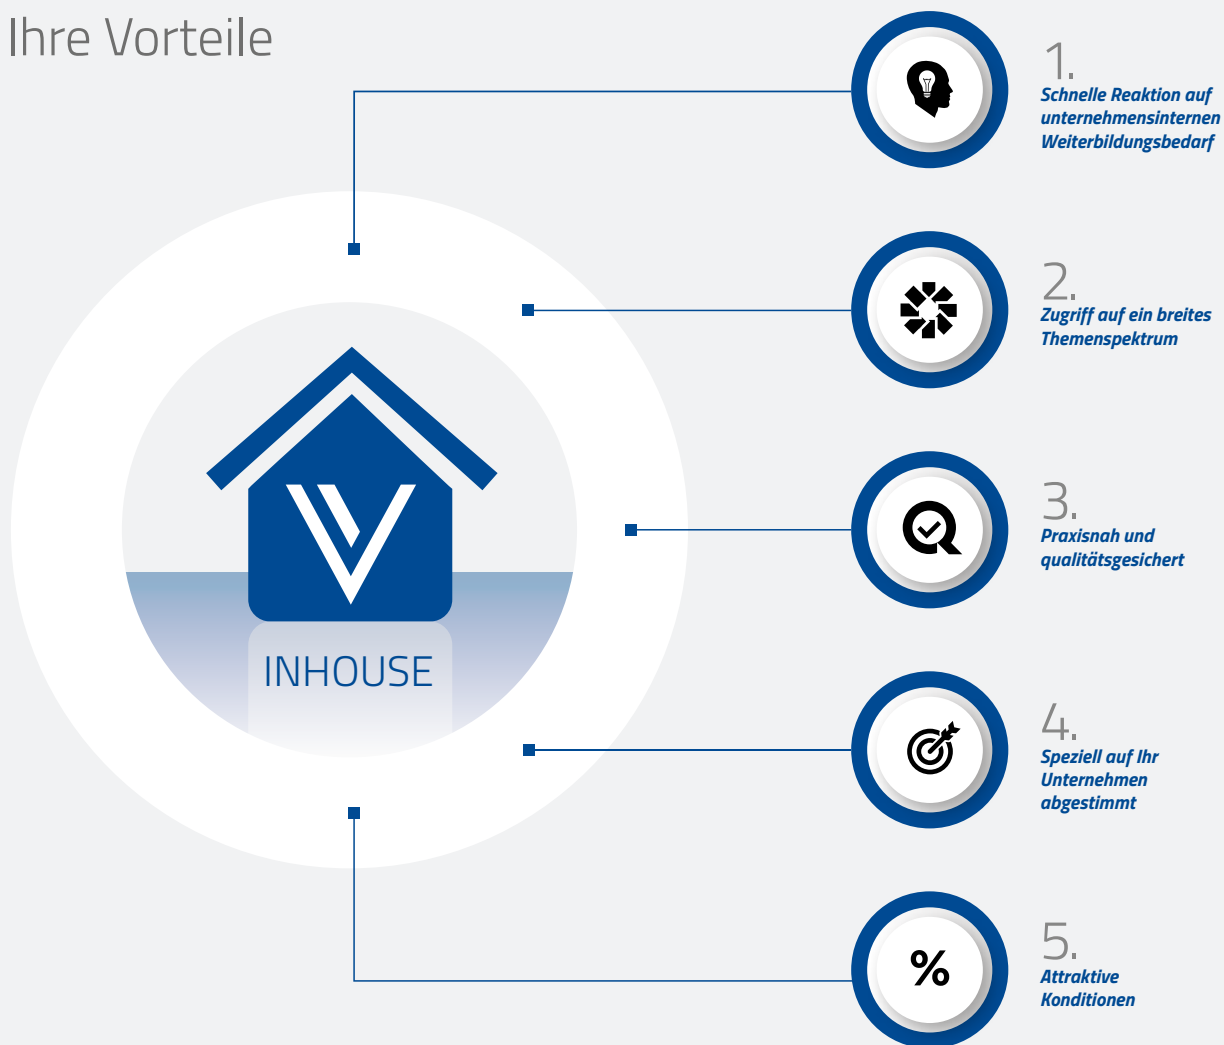 Ihre Vorteile
1.
Schnelle Reaktion auf
unternehmensinternen
Weiterbildungsbedarf
2.
Zugriff auf ein breites
Themenspektrum
3.
Praxisnah und
qualitätsgesichert
INHOUSE
4.
Speziell auf Ihr
Unternehmen
abgestimmt
%
5.
Attraktive
Konditionen